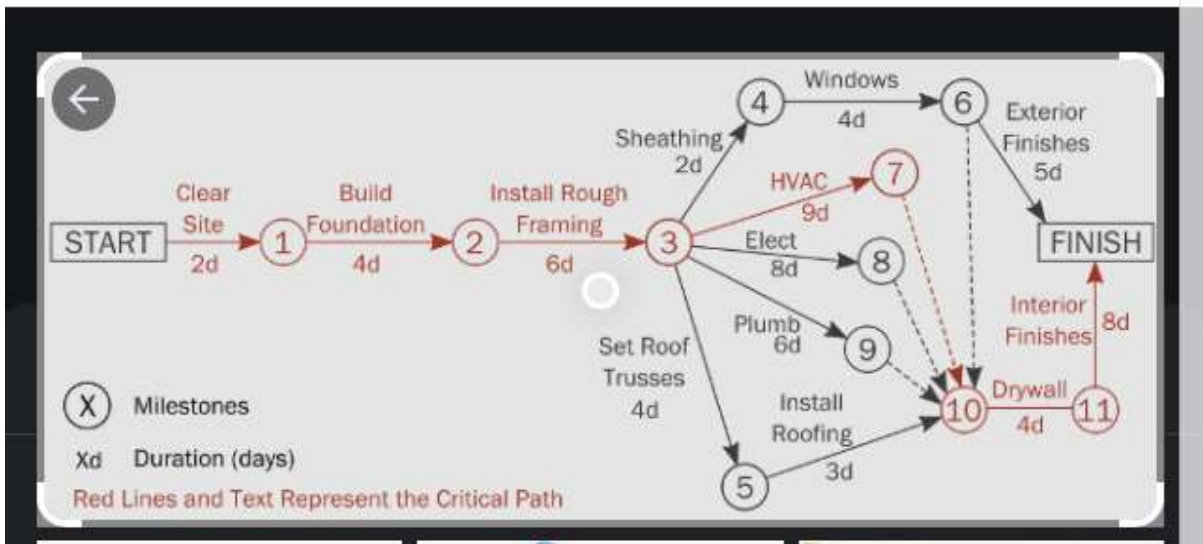 Clear
Site
2d
Build
Foundation
4d
Install Rough
Framing
6d
START
1
2
3
Sheathing
2d
4
Windows
4d
6
Exterior
Finishes
5d
HVAC
9d
7
Elect
8d
8
Plumb
6d
9
Set Roof
Trusses
4d
5
Install
Roofing
3d
10
Drywall
4d
11
Interior
Finishes
8d
FINISH
X Milestones
Xd Duration (days)
Red Lines and Text Represent the Critical Path